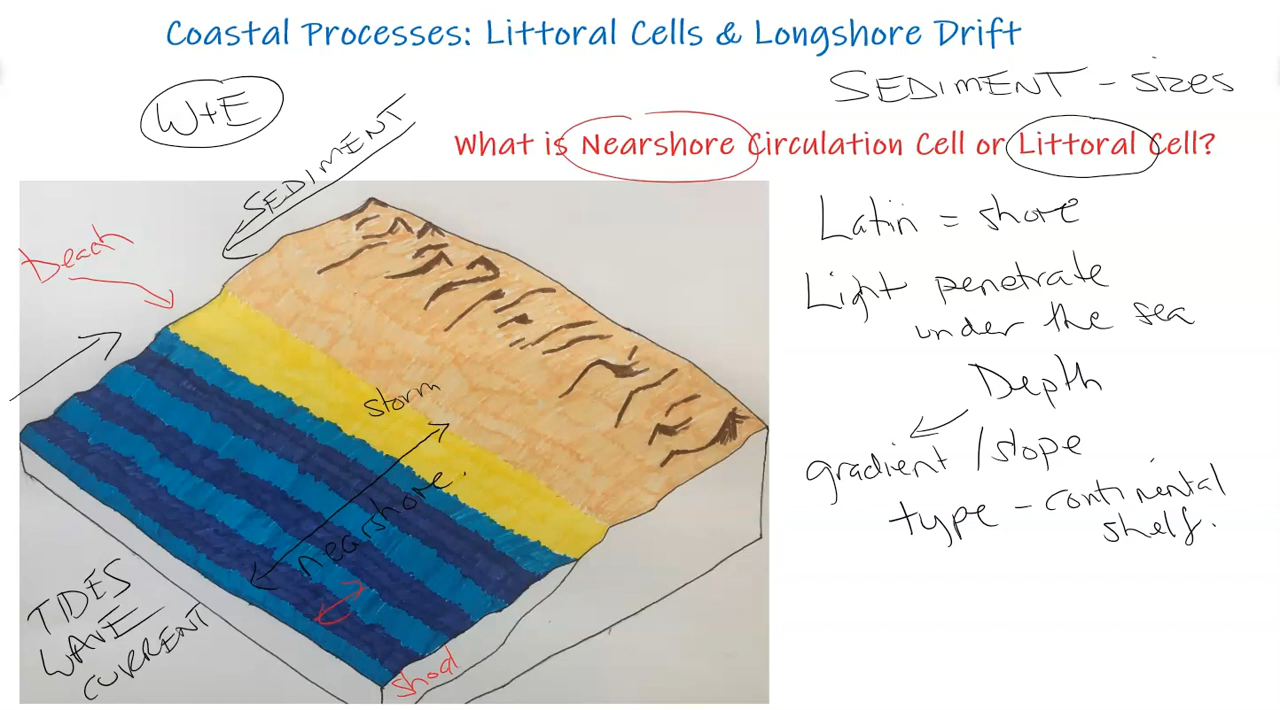 Coastal Processes: Littoral Cells & Longshore Drift
SEDIMENT - sizes
W+E
SEDIMENT
What is Nearshore Circulation Cell or Littoral Cell?
Latin = shore
beach
Light penetrate
under the sea
Depth
storm
gradient / slope
nearshore.
type - continental
shelf.
TIDES
WAVE
CURRENT
shoal